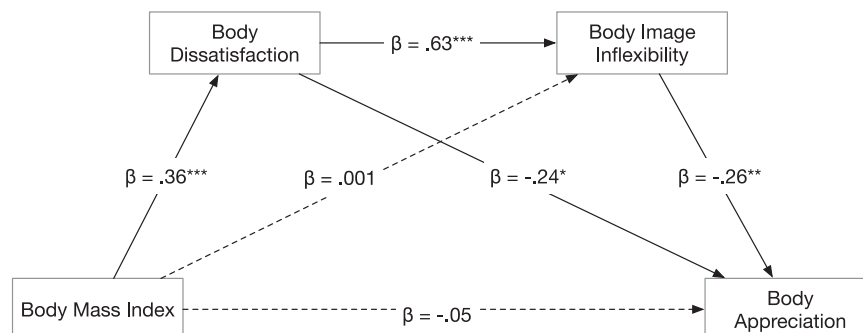 Body
Dissatisfaction
β = .63***
Body Image
Inflexibility
β = .36***
β = .001
β = -.24*
β = -.26**
Body Mass Index
β = -.05
Body
Appreciation